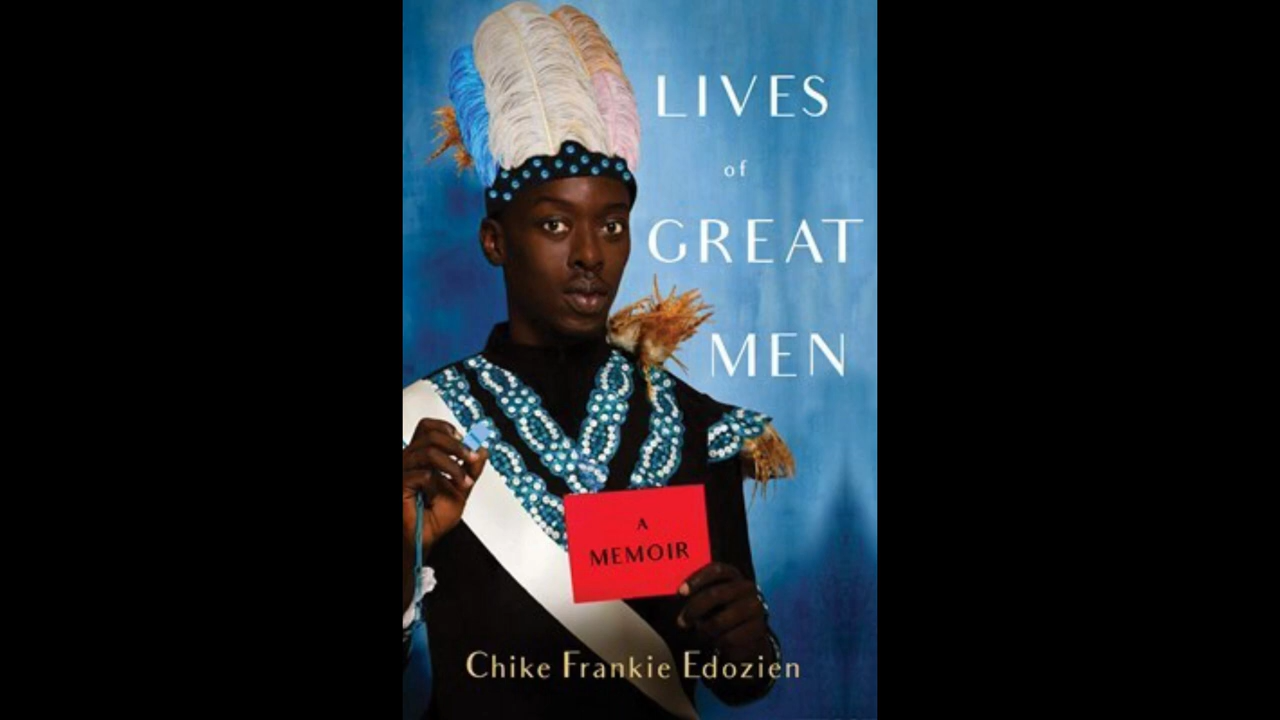 LIVES
of
GREAT
MEN
A
MEMOIR
Chike Frankie Edozien